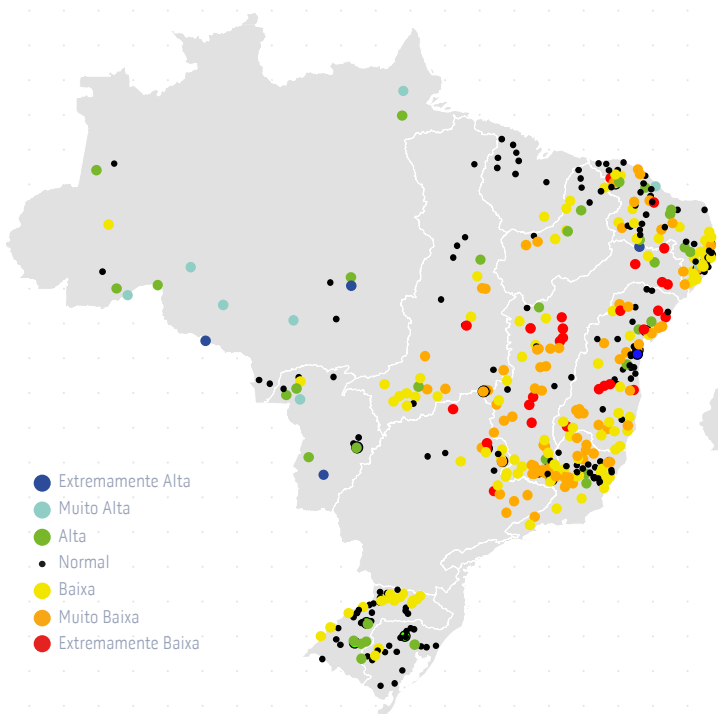 Extremamente Alta
Muito Alta
Alta
Normal
Baixa
Muito Baixa
Extremamente Baixa